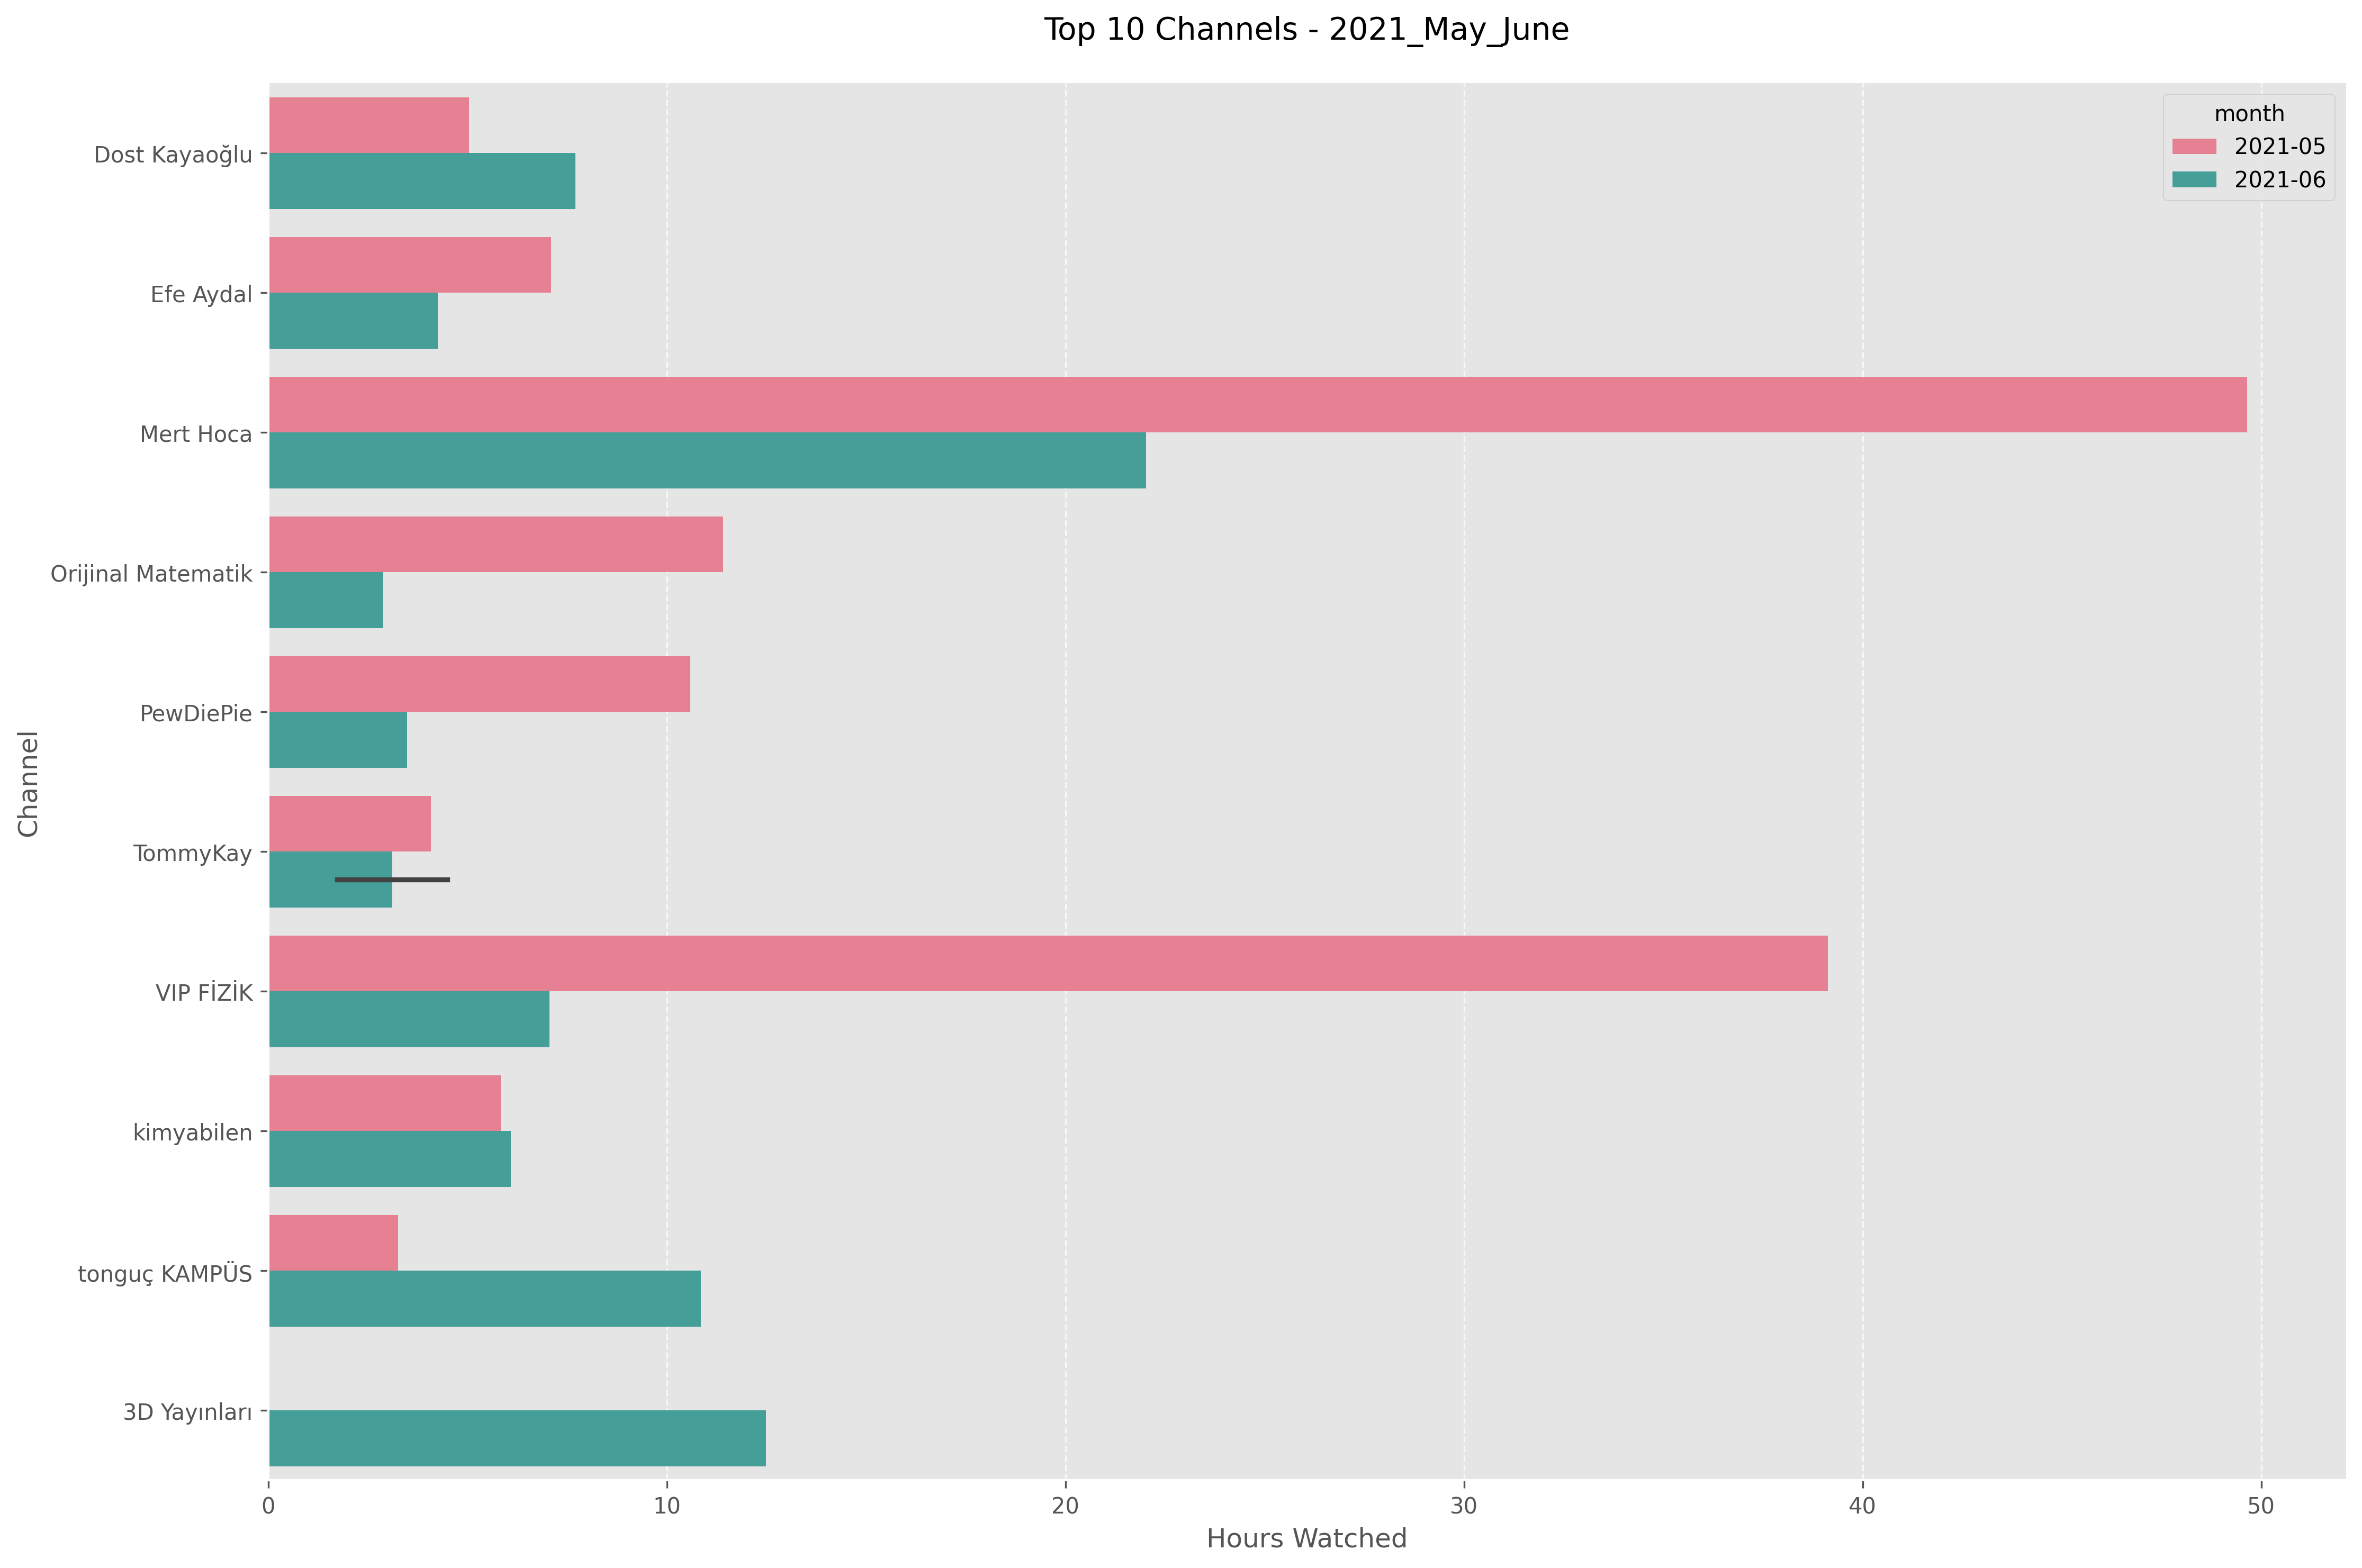 Top 10 Channels - 2021_May_June
month
2021-05
2021-06
Channel
Dost Kayaoğlu
Efe Aydal
Mert Hoca
Orijinal Matematik
PewDiePie
TommyKay
VIP FİZİK
kimyabilen
tonguç KAMPÜS
3D Yayınları
0 10 20 30 40 50
Hours Watched